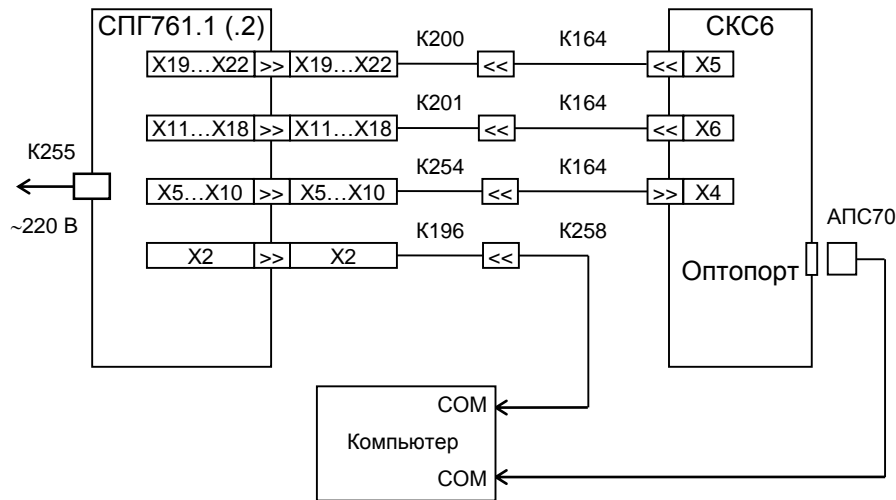 СПГ761.1 (.2)
СКС6
К200
К164
X19...X22 >> X19...X22
<<
<< X5
К201
К164
X11...X18 >> X11...X18
<<
<< X6
К255
К254
К164
X5...X10 >> X5...X10
<<
>> X4
~220 В
АПС70
К196
К258
X2 >> X2
<<
Оптопорт
COM
Компьютер
COM